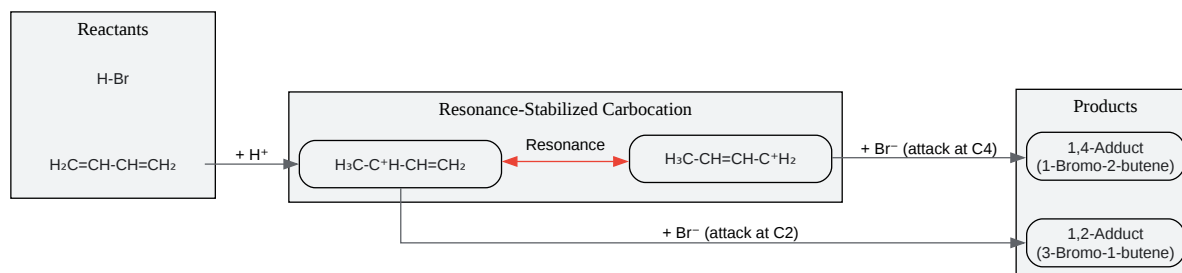 Reactants
H-Br
H₂C=CH-CH=CH₂
+ H⁺
Resonance-Stabilized Carbocation
H₃C-C⁺H-CH=CH₂
Resonance
H₃C-CH=CH-C⁺H₂
+ Br⁻ (attack at C4)
+ Br⁻ (attack at C2)
Products
1,4-Adduct
(1-Bromo-2-butene)
1,2-Adduct
(3-Bromo-1-butene)